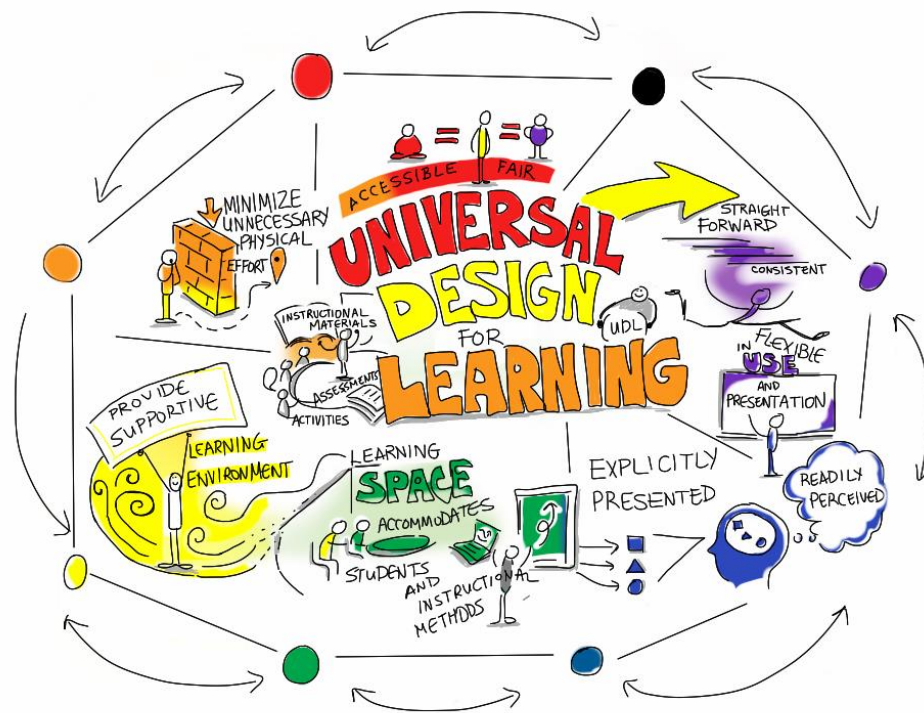 ACCESSIBLE FAIR
UNIVERSAL
DESIGN
FOR
LEARNING
UDL
STRAIGHT
FORWARD
CONSISTENT
FLEXIBLE
IN USE
AND
PRESENTATION
READILY
PERCEIVED
EXPLICITLY
PRESENTED
LEARNING
SPACE
ACCOMMODATES
STUDENTS
AND
INSTRUCTIONAL
METHODS
PROVIDE
SUPPORTIVE
LEARNING
ENVIRONMENT
MINIMIZE
UNNECESSARY
PHYSICAL
EFFORT
INSTRUCTIONAL
MATERIALS
ASSESSMENTS
ACTIVITIES